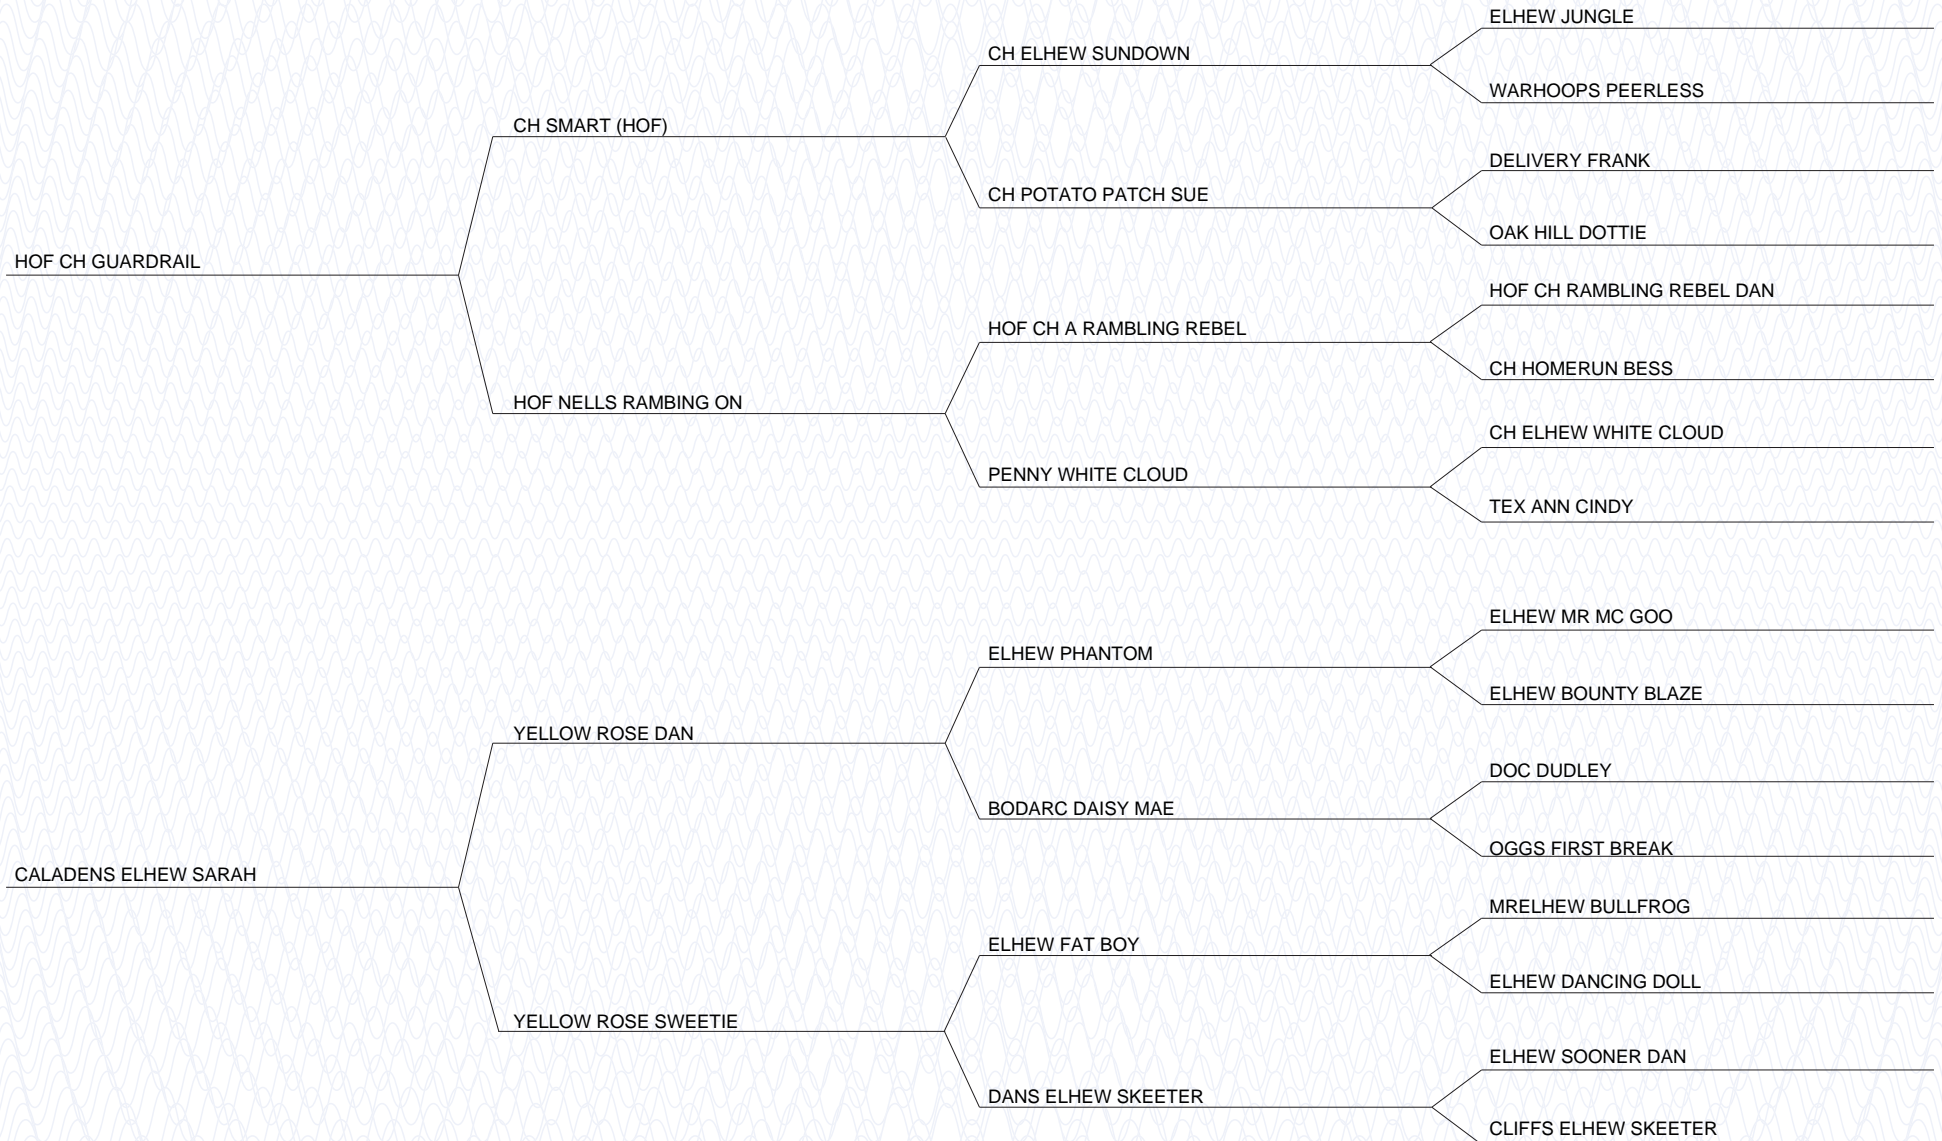 ELHEW JUNGLE
CH ELHEW SUNDOWN
WARHOOPS PEERLESS
CH SMART (HOF)
DELIVERY FRANK
CH POTATO PATCH SUE
OAK HILL DOTTIE
HOF CH GUARDRAIL
HOF CH RAMBLING REBEL DAN
HOF CH A RAMBLING REBEL
CH HOMERUN BESS
HOF NELLS RAMBING ON
CH ELHEW WHITE CLOUD
PENNY WHITE CLOUD
TEX ANN CINDY
ELHEW MR MC GOO
ELHEW PHANTOM
ELHEW BOUNTY BLAZE
YELLOW ROSE DAN
DOC DUDLEY
BODARC DAISY MAE
OGGS FIRST BREAK
CALADENS ELHEW SARAH
MRELHEW BULLFROG
ELHEW FAT BOY
ELHEW DANCING DOLL
YELLOW ROSE SWEETIE
ELHEW SOONER DAN
DANS ELHEW SKEETER
CLIFFS ELHEW SKEETER